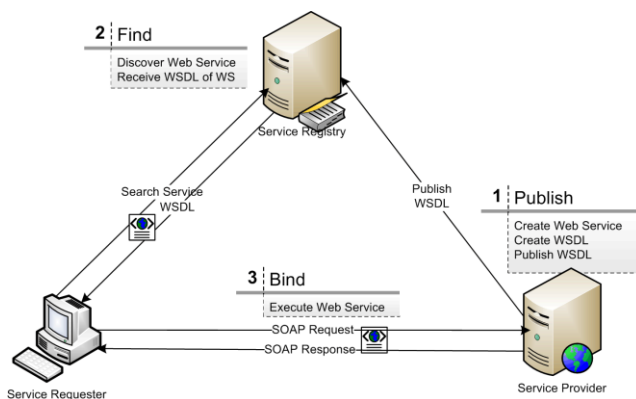 2 Find
Discover Web Service
Receive WSDL of WS
Service Registry
Search Service
WSDL
Publish
WSDL
1 Publish
Create Web Service
Create WSDL
Publish WSDL
3 Bind
Execute Web Service
SOAP Request
SOAP Response
Service Requester
Service Provider